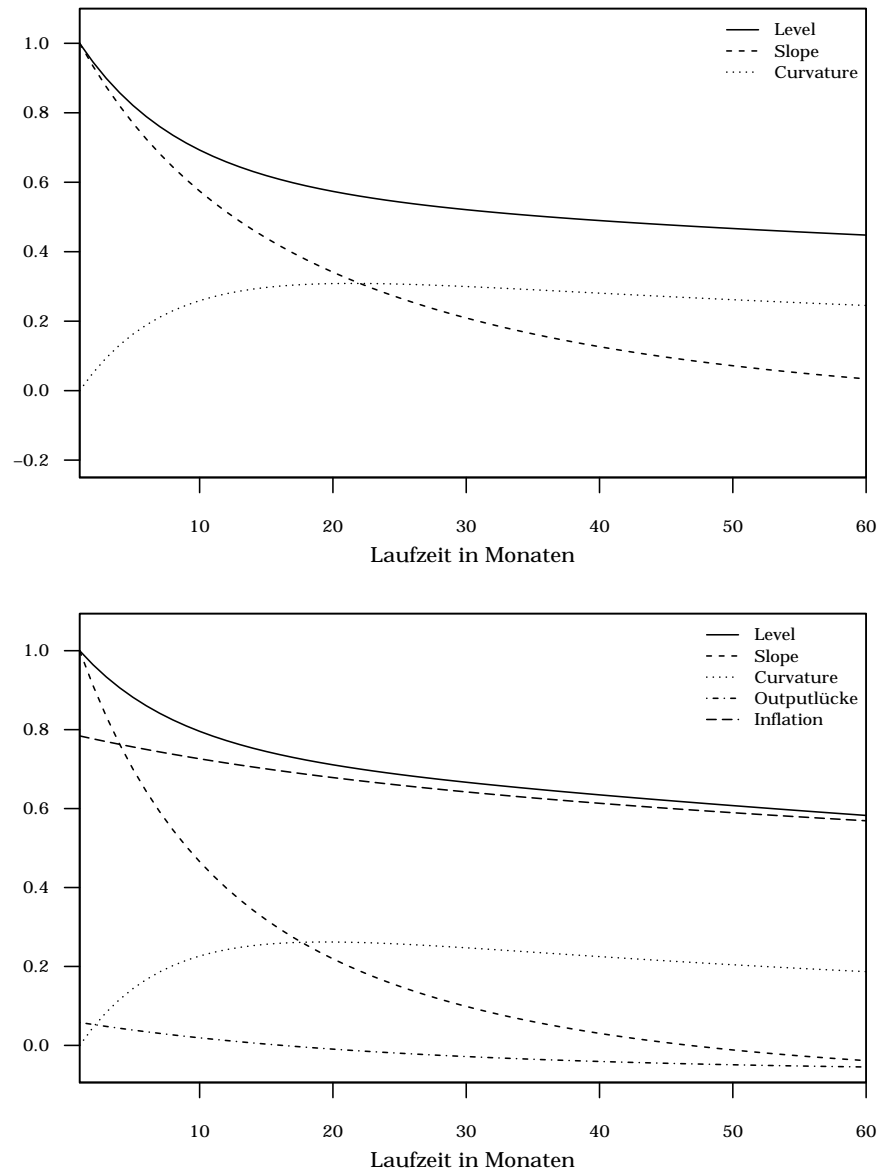 1.0
0.8
0.6
0.4
0.2
0.0
−0.2
Level
Slope
Curvature
10 20 30 40 50 60
Laufzeit in Monaten
1.0
0.8
0.6
0.4
0.2
0.0
Level
Slope
Curvature
Outputlücke
Inflation
10 20 30 40 50 60
Laufzeit in Monaten